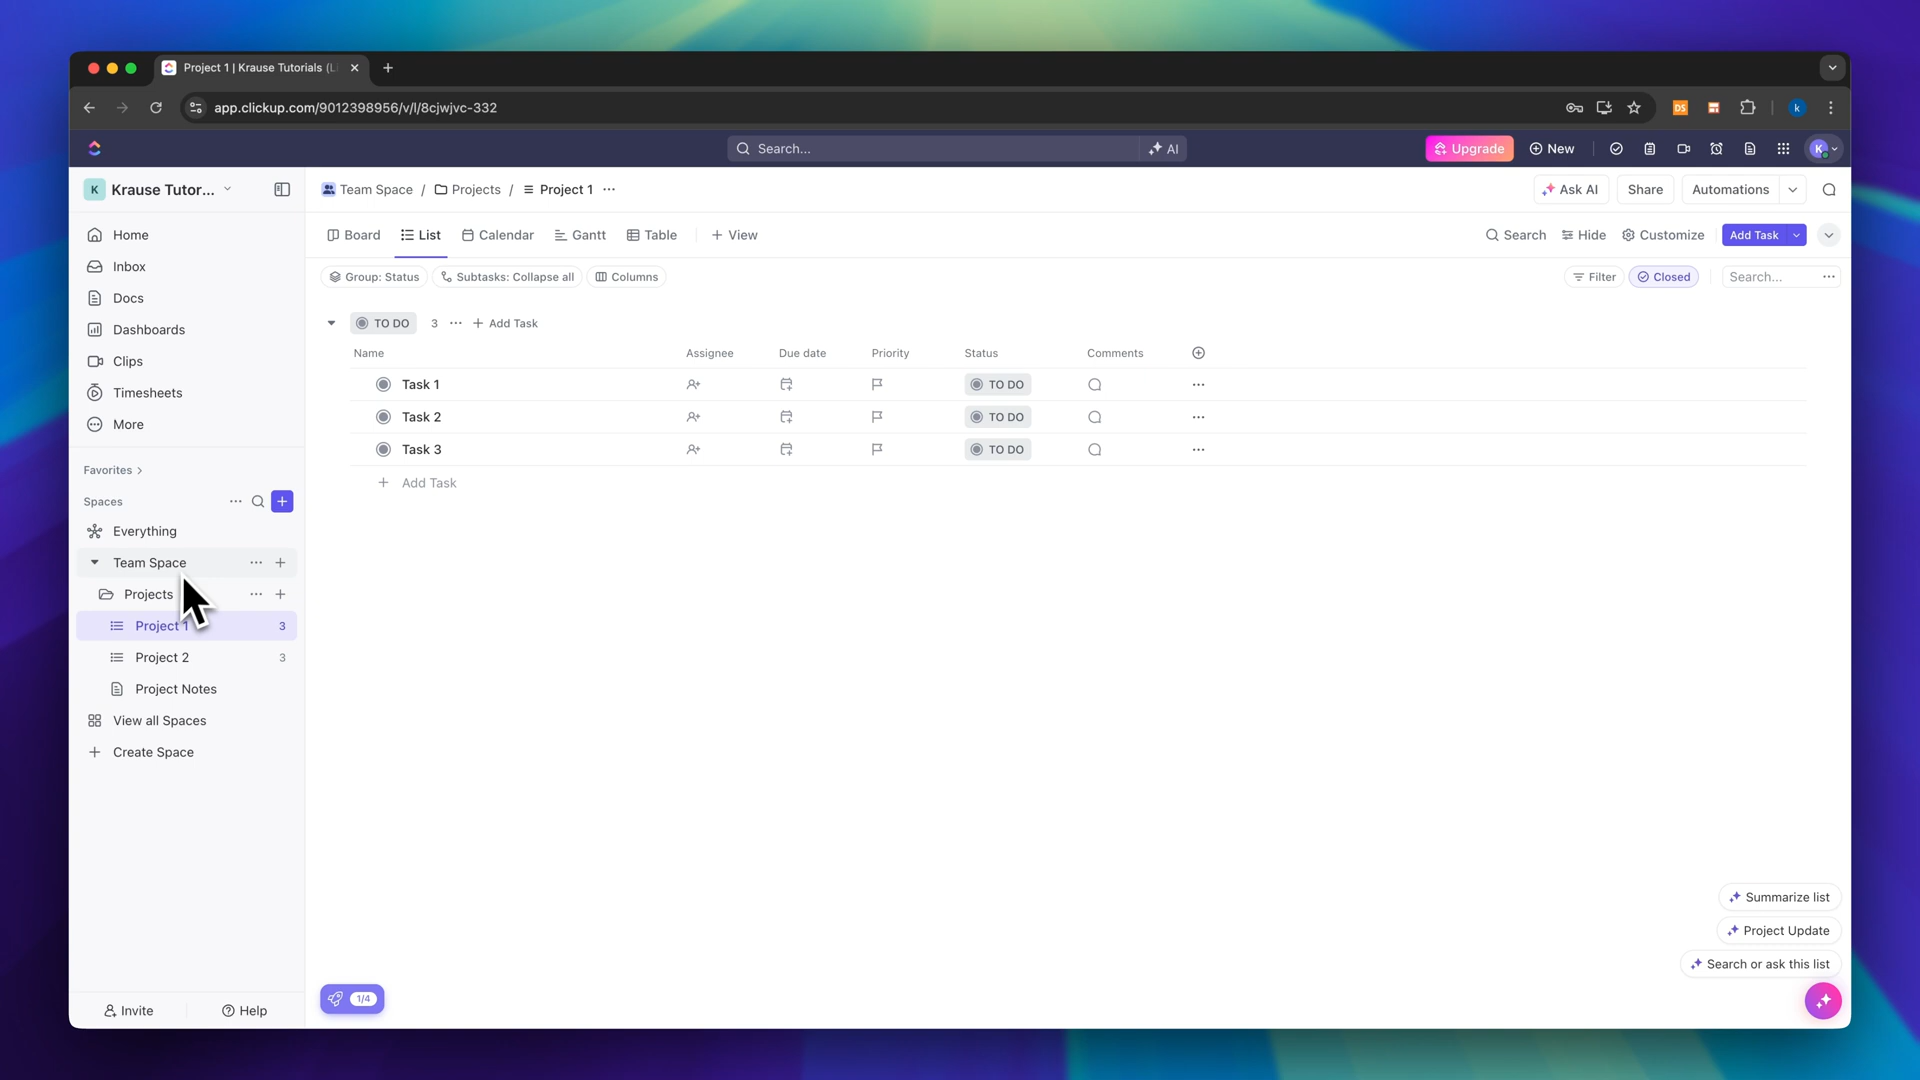 Project 1 | Krause Tutorials (Li
app.clickup.com/9012398956/v/l/8cjwjvc-332
DS
k
Search...
AI
Upgrade
New
K
K Krause Tutor...
Team Space / Projects / Project 1
Ask AI
Share
Automations
Home
Inbox
Docs
Dashboards
Clips
Timesheets
More
Favorites
Spaces
Everything
Team Space
Projects
Project 1 3
Project 2 3
Project Notes
View all Spaces
Create Space
Invite
Help
Board
List
Calendar
Gantt
Table
View
Search
Hide
Customize
Add Task
Group: Status
Subtasks: Collapse all
Columns
Filter
Closed
Search...
TO DO 3 Add Task
Name Assignee Due date Priority Status Comments
Task 1 TO DO
Task 2 TO DO
Task 3 TO DO
Add Task
Summarize list
Project Update
Search or ask this list
1/4